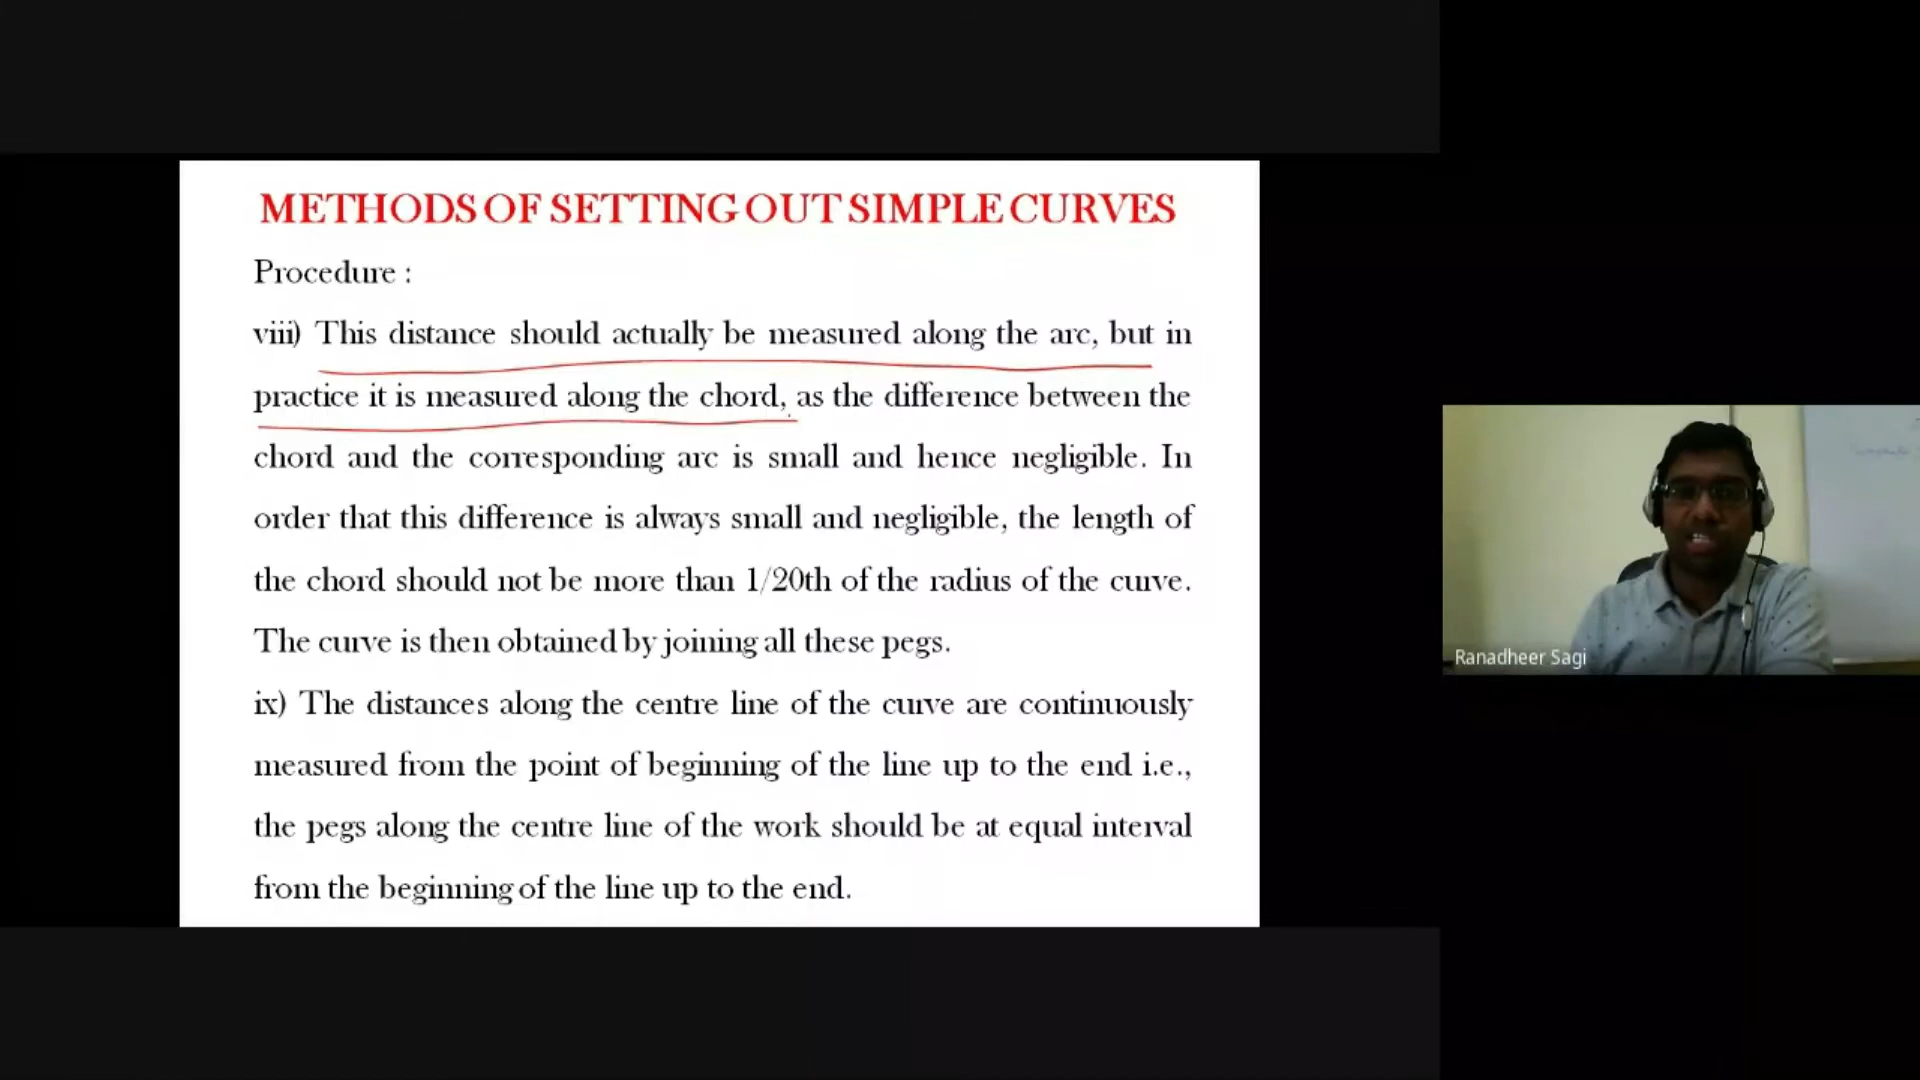 METHODS OF SETTING OUT SIMPLE CURVES
Procedure :
viii) This distance should actually be measured along the arc, but in
practice it is measured along the chord, as the difference between the
chord and the corresponding arc is small and hence negligible. In
order that this difference is always small and negligible, the length of
the chord should not be more than 1/20th of the radius of the curve.
The curve is then obtained by joining all these pegs.
ix) The distances along the centre line of the curve are continuously
measured from the point of beginning of the line up to the end i.e.,
the pegs along the centre line of the work should be at equal interval
from the beginning of the line up to the end.
Ranadheer Sagi